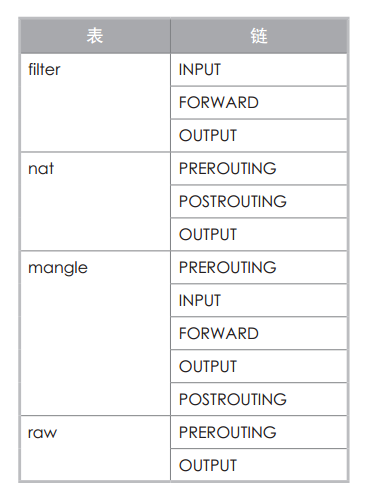 表 链
filter INPUT
FORWARD
OUTPUT
nat PREROUTING
POSTROUTING
OUTPUT
mangle PREROUTING
INPUT
FORWARD
OUTPUT
POSTROUTING
raw PREROUTING
OUTPUT